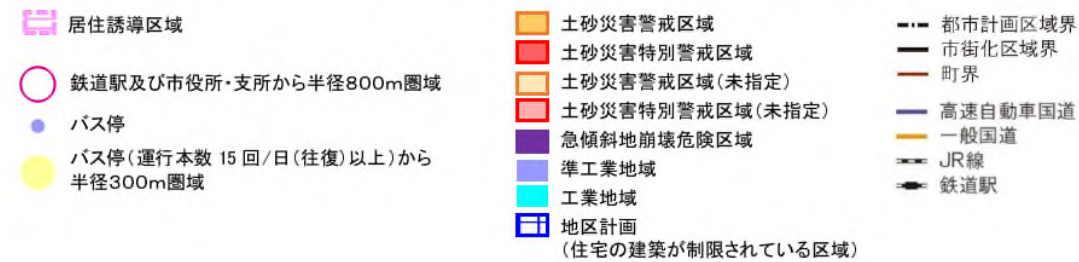 居住誘導区域
鉄道駅及び市役所・支所から半径800m圏域
バス停
バス停(運行本数 15 回/日(往復)以上)から
半径300m圏域
土砂災害警戒区域
土砂災害特別警戒区域
土砂災害警戒区域(未指定)
土砂災害特別警戒区域(未指定)
急傾斜地崩壊危険区域
準工業地域
工業地域
地区計画
(住宅の建築が制限されている区域)
都市計画区域界
市街化区域界
町界
高速自動車国道
一般国道
JR線
鉄道駅